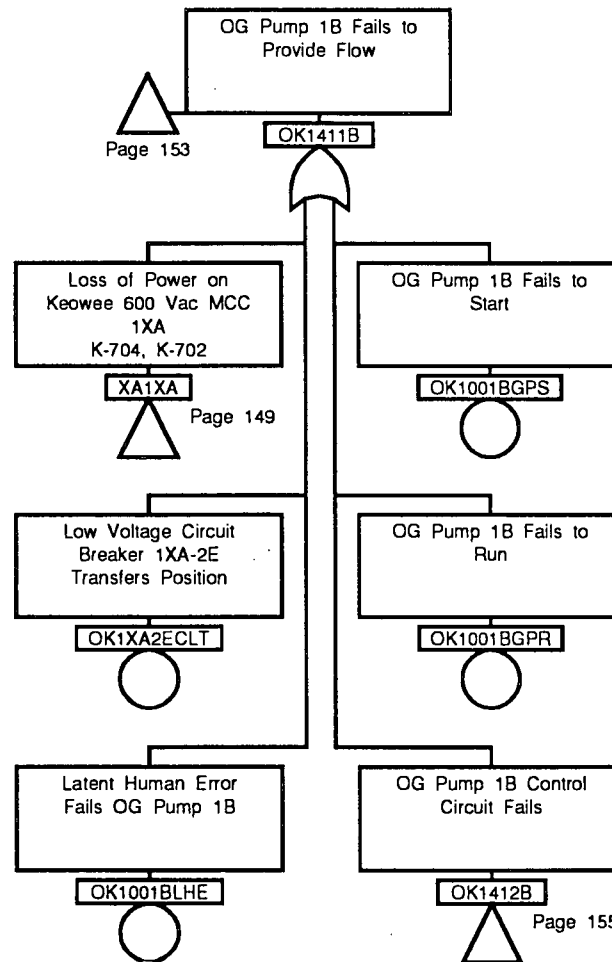 OG Pump 1B Fails to
Provide Flow
Page 153
OK1411B
Loss of Power on
Keowee 600 Vac MCC
1XA
K-704, K-702
XA1XA
Page 149
OG Pump 1B Fails to
Start
OK1001BGPS
Low Voltage Circuit
Breaker 1XA-2E
Transfers Position
OK1XA2ECLT
OG Pump 1B Fails to
Run
OK1001BGPR
Latent Human Error
Fails OG Pump 1B
OK1001BLHE
OG Pump 1B Control
Circuit Fails
OK1412B
Page 155